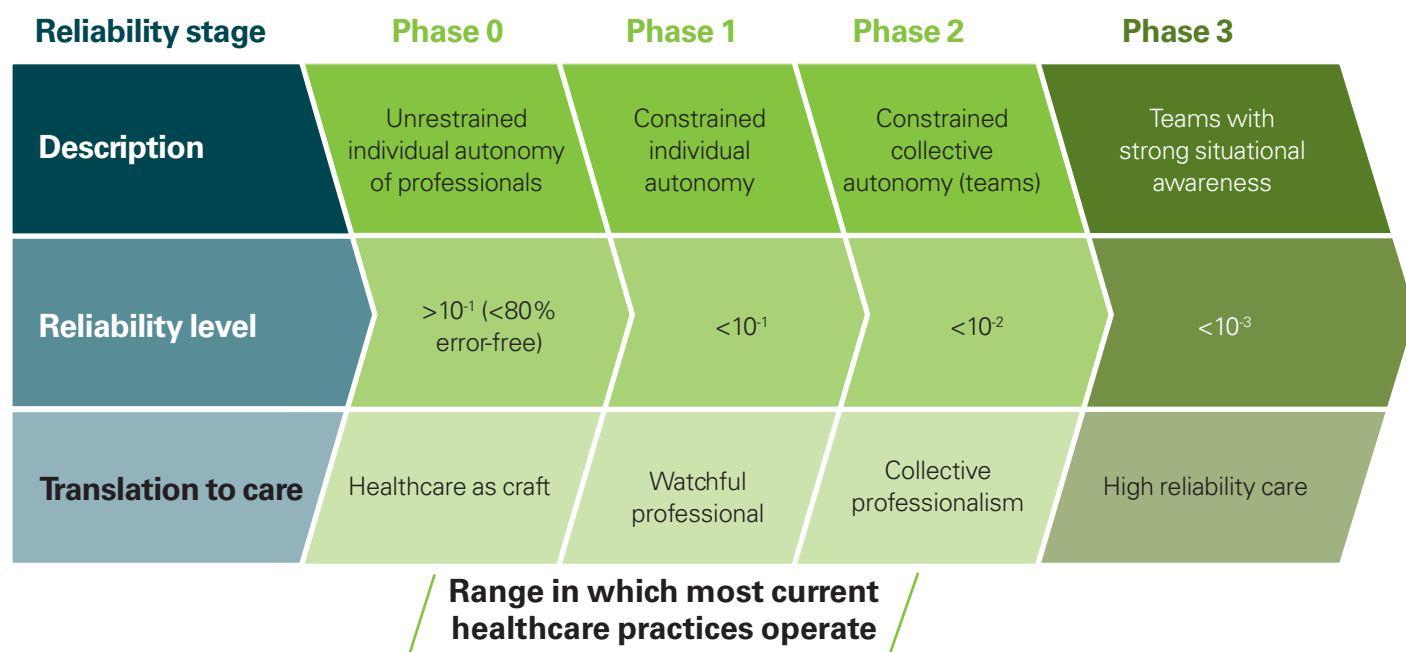 Reliability stage
Phase 0
Phase 1
Phase 2
Phase 3
Description
Unrestrained
individual autonomy
of professionals
Constrained
individual
autonomy
Constrained
collective
autonomy (teams)
Teams with
strong situational
awareness
Reliability level
>10⁻¹ (<80%
error-free)
<10⁻¹
<10⁻²
<10⁻³
Translation to care
Healthcare as craft
Watchful
professional
Collective
professionalism
High reliability care
Range in which most current
healthcare practices operate